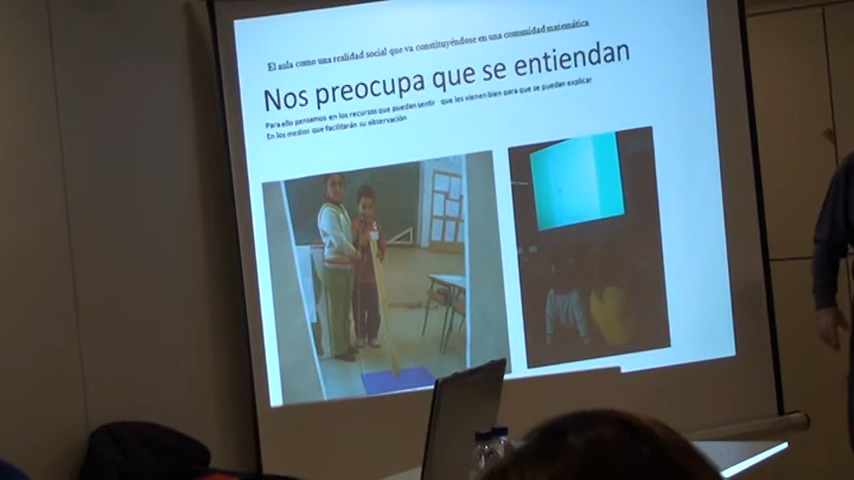 El aula como una realidad social que va constituyéndose en una comunidad matemática
Nos preocupa que se entiendan
Para ello pensamos en los recursos que puedan sentir que les vienen bien para que se puedan explicar
En los medios que facilitarán su observación